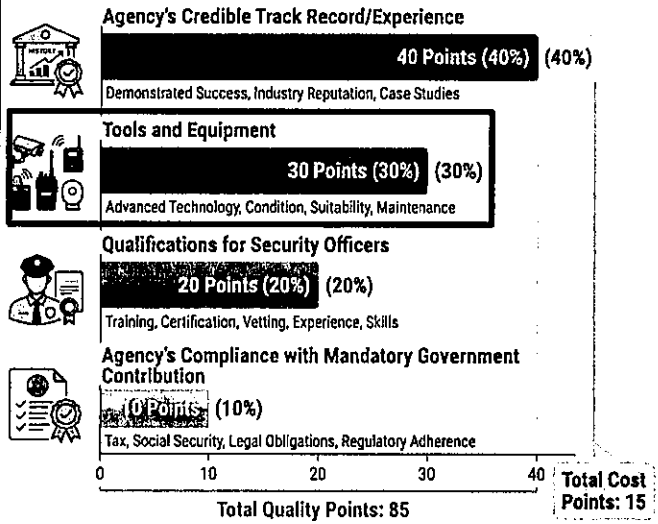 Agency's Credible Track Record/Experience
HISTORY
40 Points (40%) (40%)
Demonstrated Success, Industry Reputation, Case Studies
Tools and Equipment
30 Points (30%) (30%)
Advanced Technology, Condition, Suitability, Maintenance
Qualifications for Security Officers
20 Points (20%) (20%)
Training, Certification, Vetting, Experience, Skills
Agency's Compliance with Mandatory Government
Contribution
10 Points (10%)
Tax, Social Security, Legal Obligations, Regulatory Adherence
0 10 20 30 40
Total Quality Points: 85
Total Cost
Points: 15